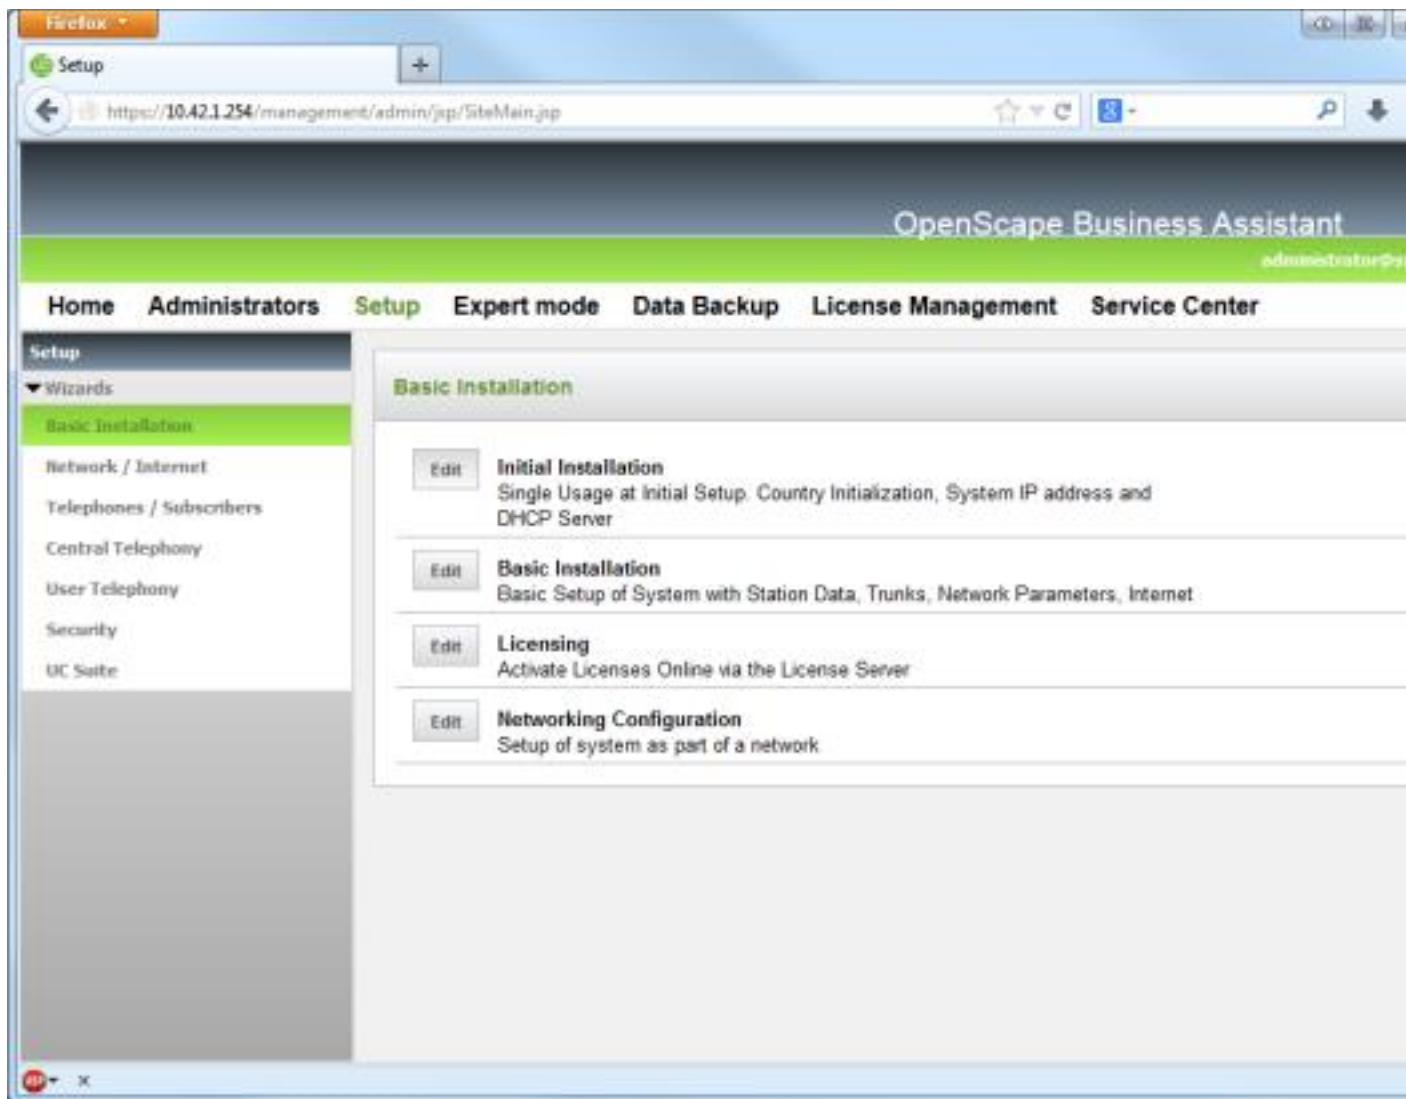 Firefox
Setup
https://10.42.1.254/management/admin/jsp/SiteMain.jsp
OpenScape Business Assistant
Home Administrators Setup Expert mode Data Backup License Management Service Center
Setup
Wizards
Basic Installation
Network / Internet
Telephones / Subscribers
Central Telephony
User Telephony
Security
UC Suite
Basic Installation
Edit
Initial Installation
Single Usage at Initial Setup. Country Initialization, System IP address and
DHCP Server
Edit
Basic Installation
Basic Setup of System with Station Data, Trunks, Network Parameters, Internet
Edit
Licensing
Activate Licenses Online via the License Server
Edit
Networking Configuration
Setup of system as part of a network
ABP